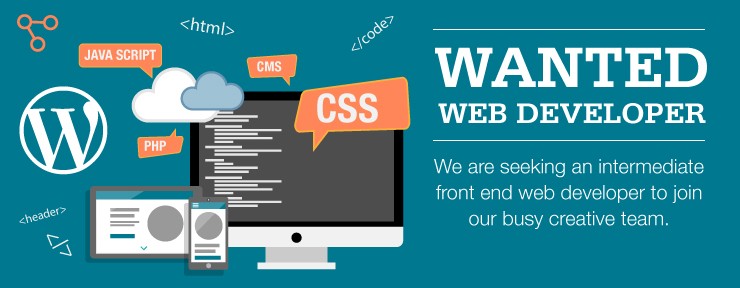 <html>
</code>
JAVA SCRIPT
CMS
CSS
PHP
<header>
</>
WANTED
WEB DEVELOPER
We are seeking an intermediate
front end web developer to join
our busy creative team.